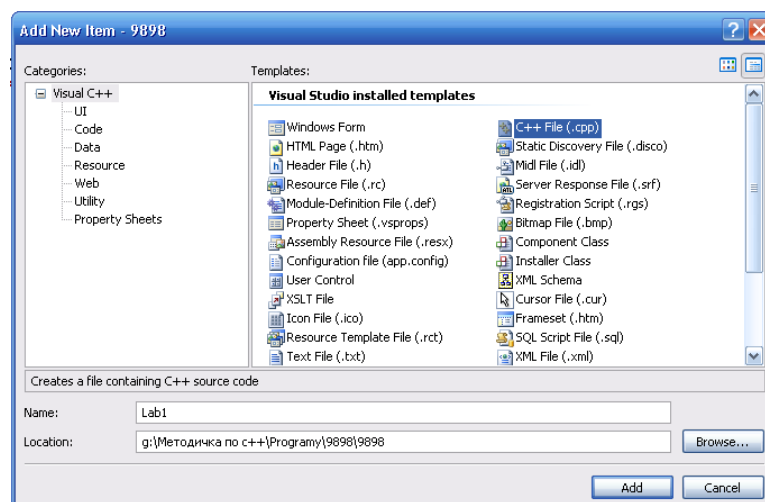 Add New Item - 9898
Categories:
Templates:
Visual C++
UI
Code
Data
Resource
Web
Utility
Property Sheets
Visual Studio installed templates
Windows Form
C++ File (.cpp)
HTML Page (.htm)
Static Discovery File (.disco)
Header File (.h)
Midl File (.idl)
Resource File (.rc)
Server Response File (.srf)
Module-Definition File (.def)
Registration Script (.rgs)
Property Sheet (.vsprops)
Bitmap File (.bmp)
Assembly Resource File (.resx)
Component Class
Configuration file (app.config)
Installer Class
User Control
XML Schema
XSLT File
Cursor File (.cur)
Icon File (.ico)
Frameset (.htm)
Resource Template File (.rct)
SQL Script File (.sql)
Text File (.txt)
XML File (.xml)
Creates a file containing C++ source code
Name:
Lab1
Location:
g:\Методичка по c++\Programy\9898\9898
Browse...
Add
Cancel